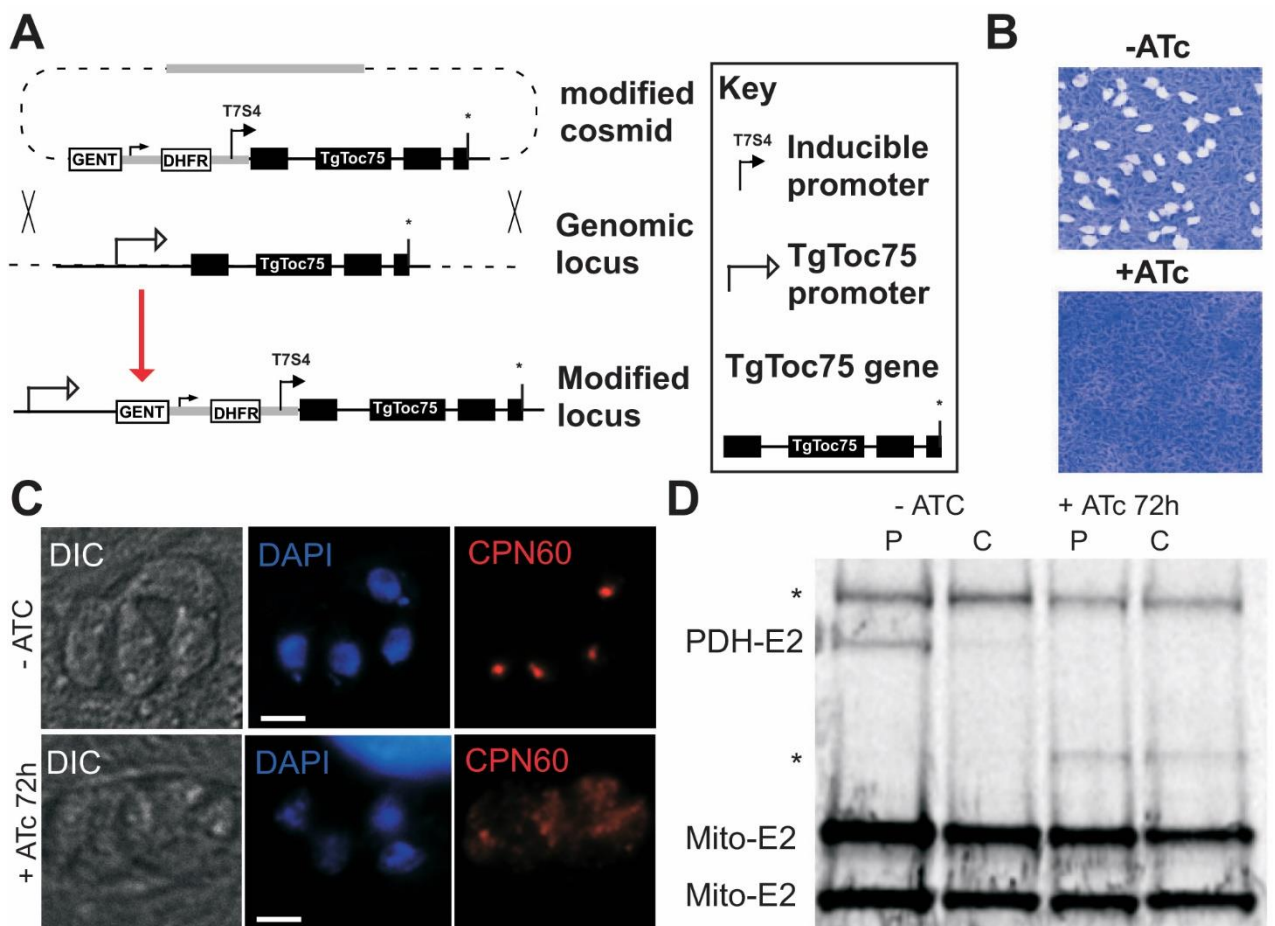 A
T7S4
*
modified
cosmid
GENT
DHFR
TgToc75
*
Genomic
locus
TgToc75
T7S4
*
Modified
locus
GENT
DHFR
TgToc75
Key
T7S4
Inducible
promoter
TgToc75
promoter
TgToc75 gene
*
TgToc75
B
-ATc
+ATc
C
- ATC
DIC
DAPI
CPN60
+ ATc 72h
DIC
DAPI
CPN60
D
- ATC
+ ATc 72h
P
C
P
C
*
PDH-E2
*
Mito-E2
Mito-E2